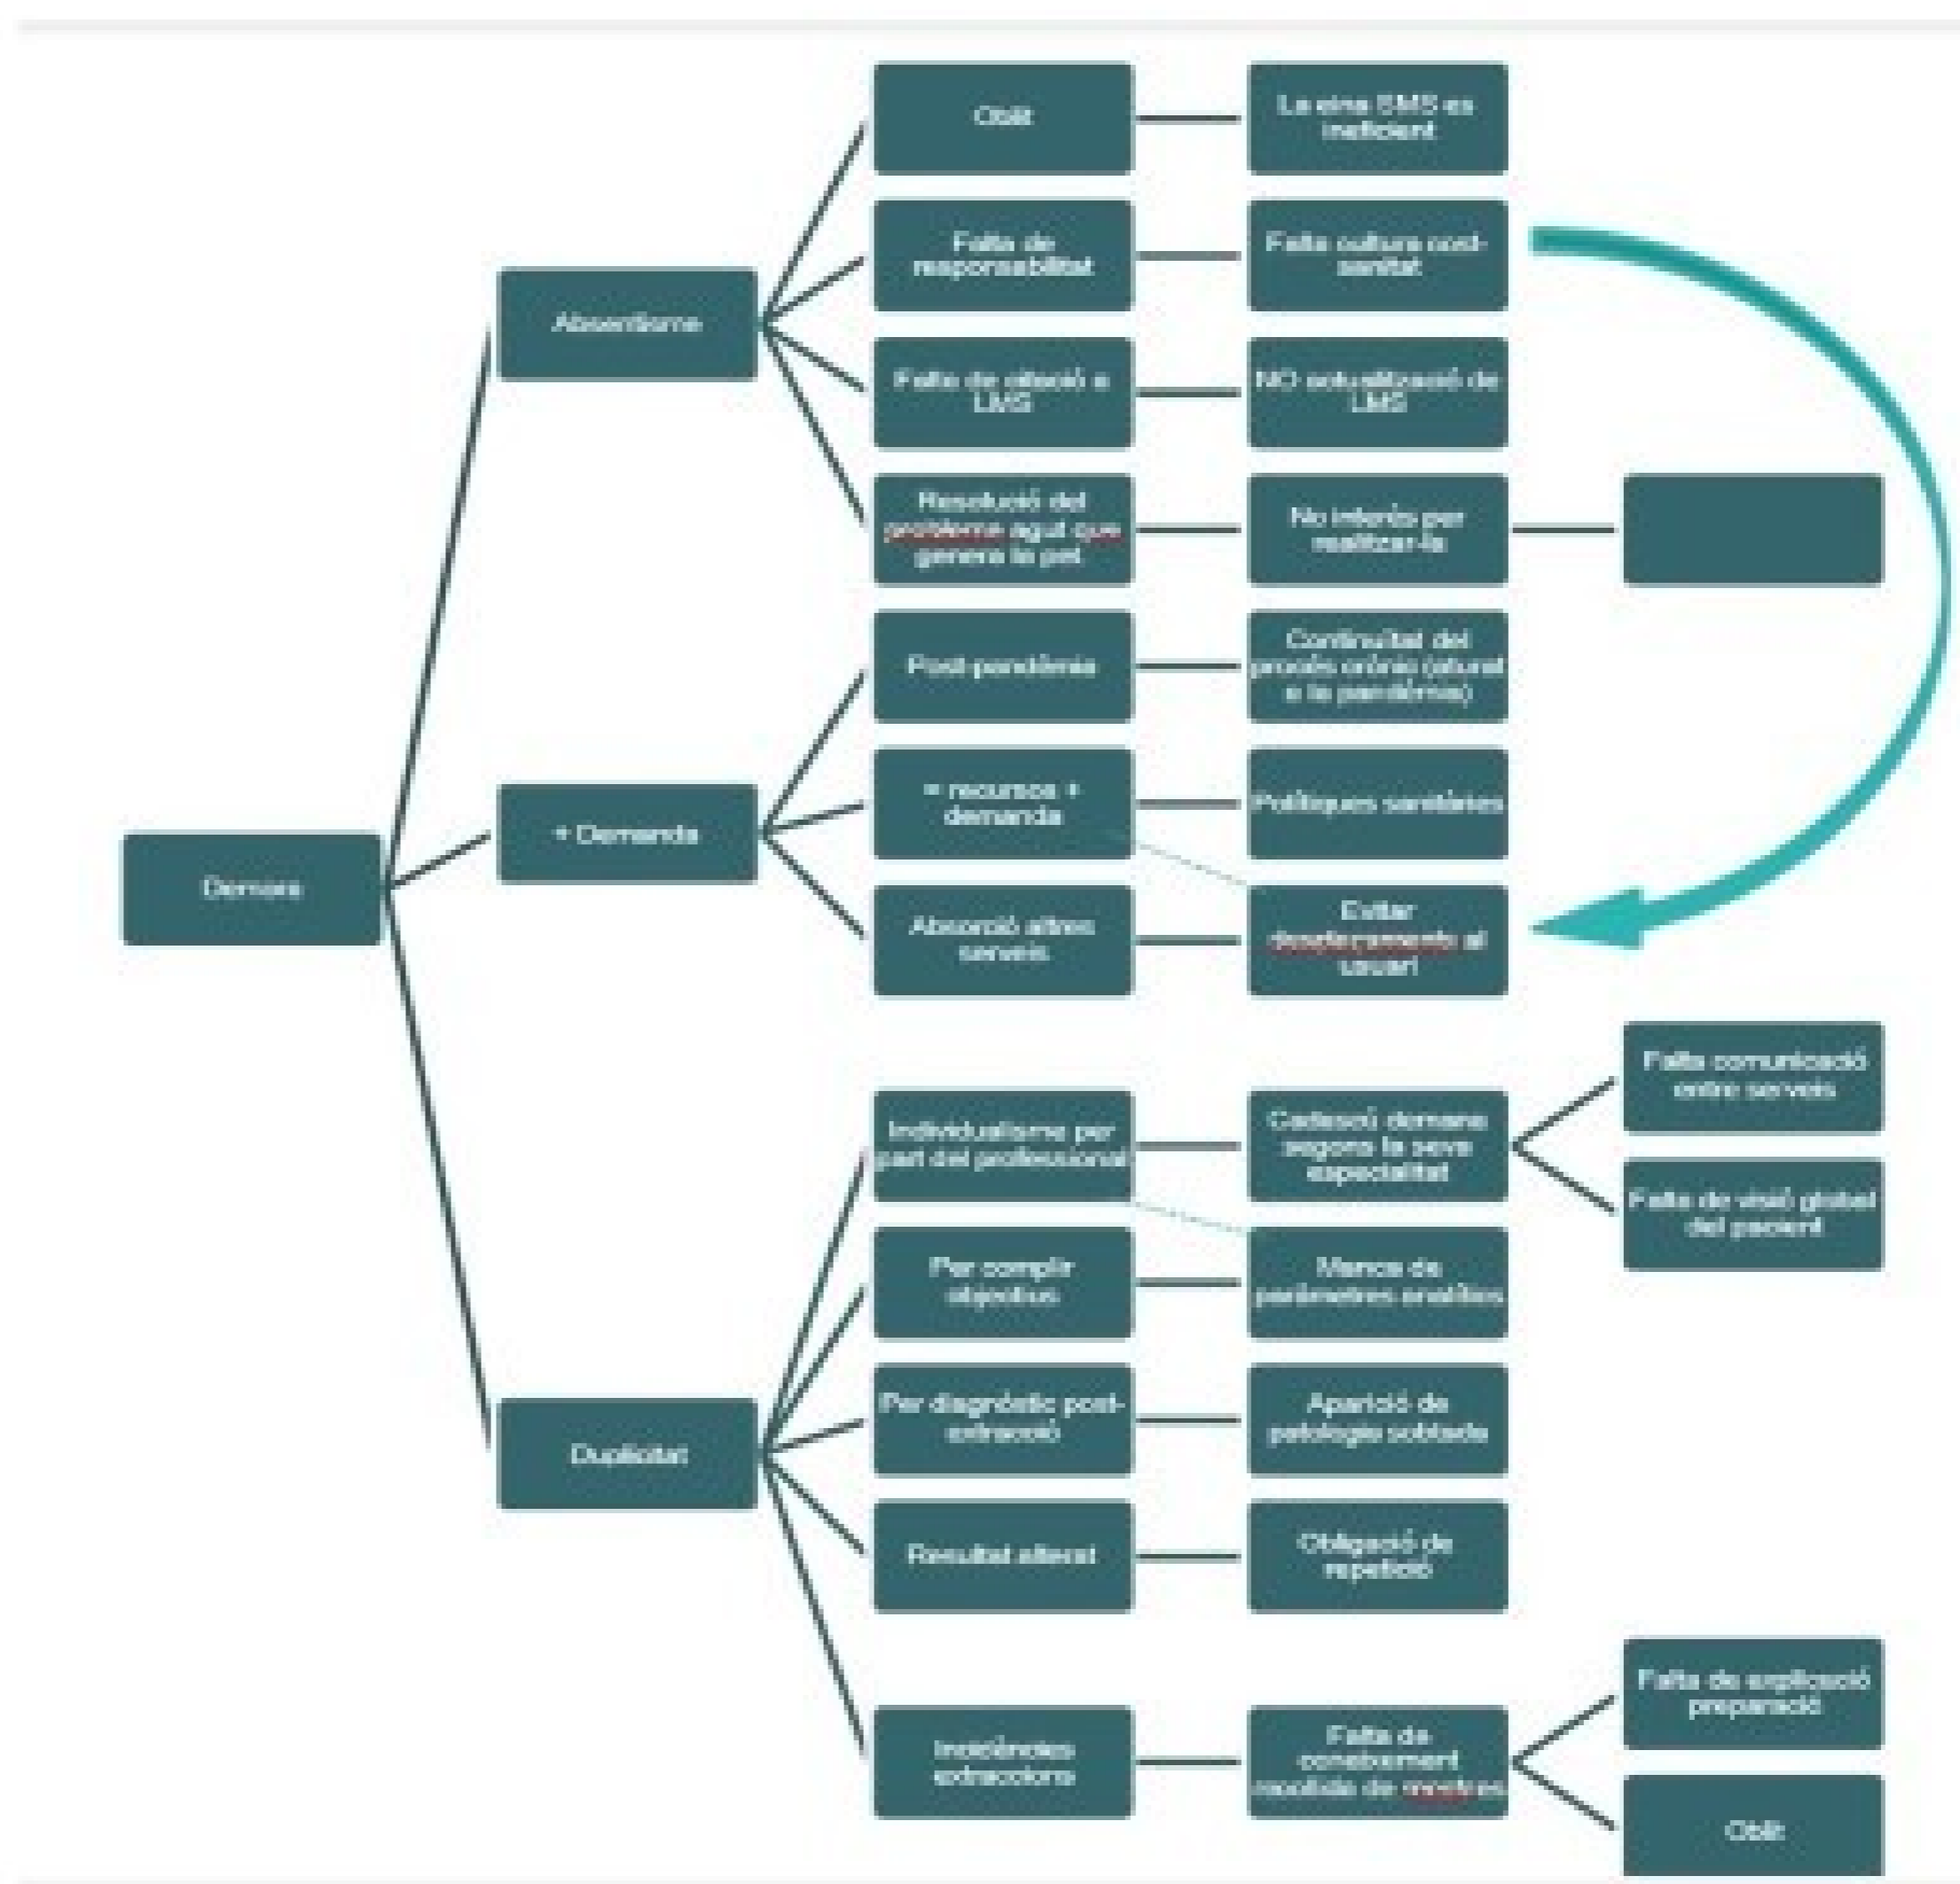 Oblit
La eina SMS es
ineficient
Falta de
responsabilitat
Falta cultura cost-
sanitat
Absentisme
Falta de citació a
LMS
NO actualització de
LMS
Resolució del
problema agut que
genera la pet
No interès per
realitzar-la
Post-pandèmia
Continuïtat del
procés crònic (aturat
a la pandèmia)
= recursos +
demanda
Polítiques sanitàries
+ Demanda
Demora
Absorció altres
serveis
Evitar
desplaçaments al
usuari
Falta comunicació
entre serveis
Individualisme per
part del professional
Cadascú demana
segons la seva
especialitat
Falta de visió global
del pacient
Per complir
objectius
Manca de
paràmetres analítics
Per diagnòstic post-
extracció
Aparició de
patologia sobtada
Duplicitat
Resultat alterat
Obligació de
repetició
Falta de explicació
preparació
Incidències
extraccions
Falta de
coneixement
recollida de mostres
Oblit